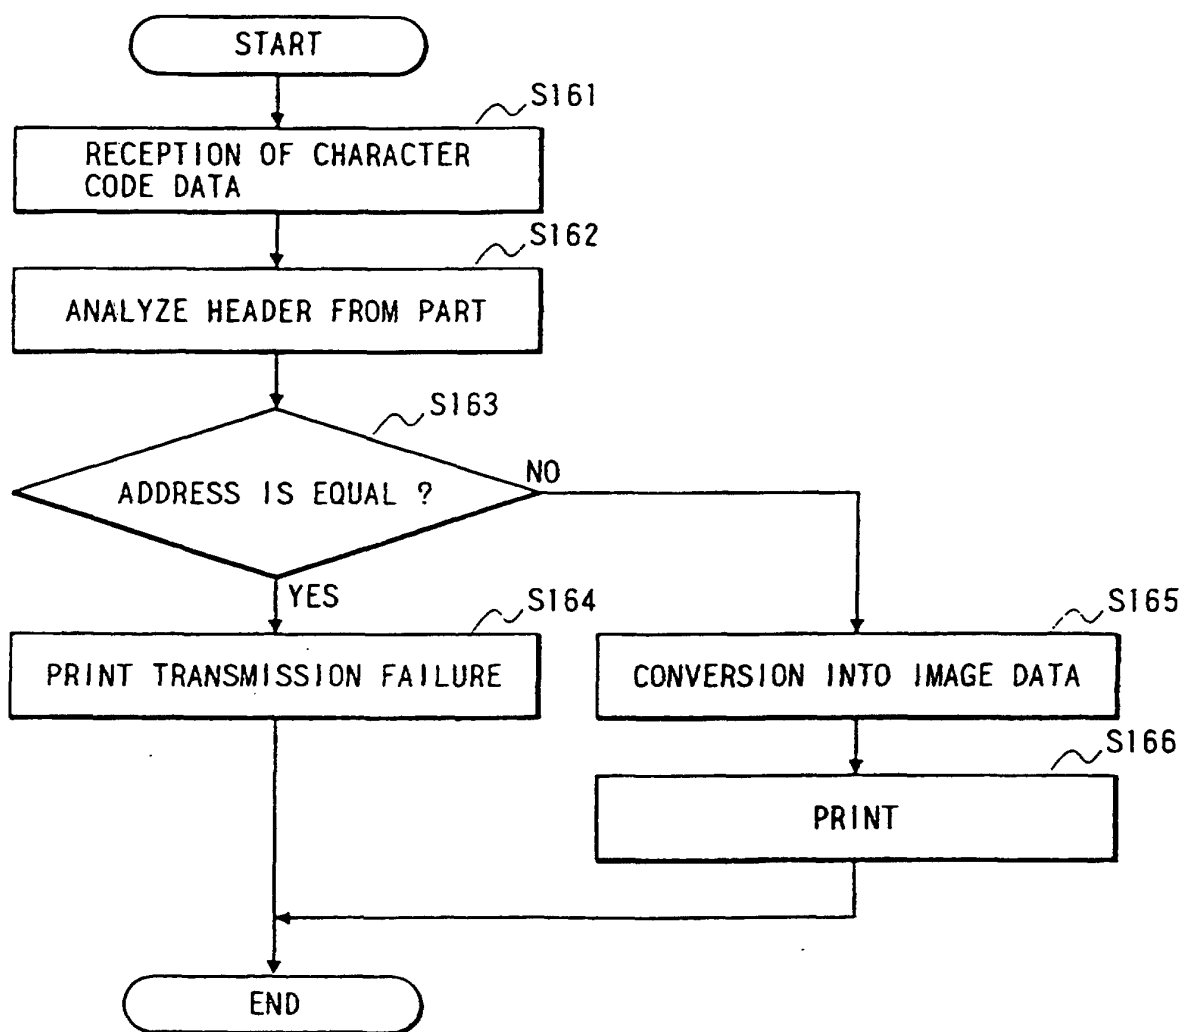 START
S161
RECEPTION OF CHARACTER
CODE DATA
S162
ANALYZE HEADER FROM PART
S163
ADDRESS IS EQUAL ?
NO
YES
S164
PRINT TRANSMISSION FAILURE
S165
CONVERSION INTO IMAGE DATA
S166
PRINT
END